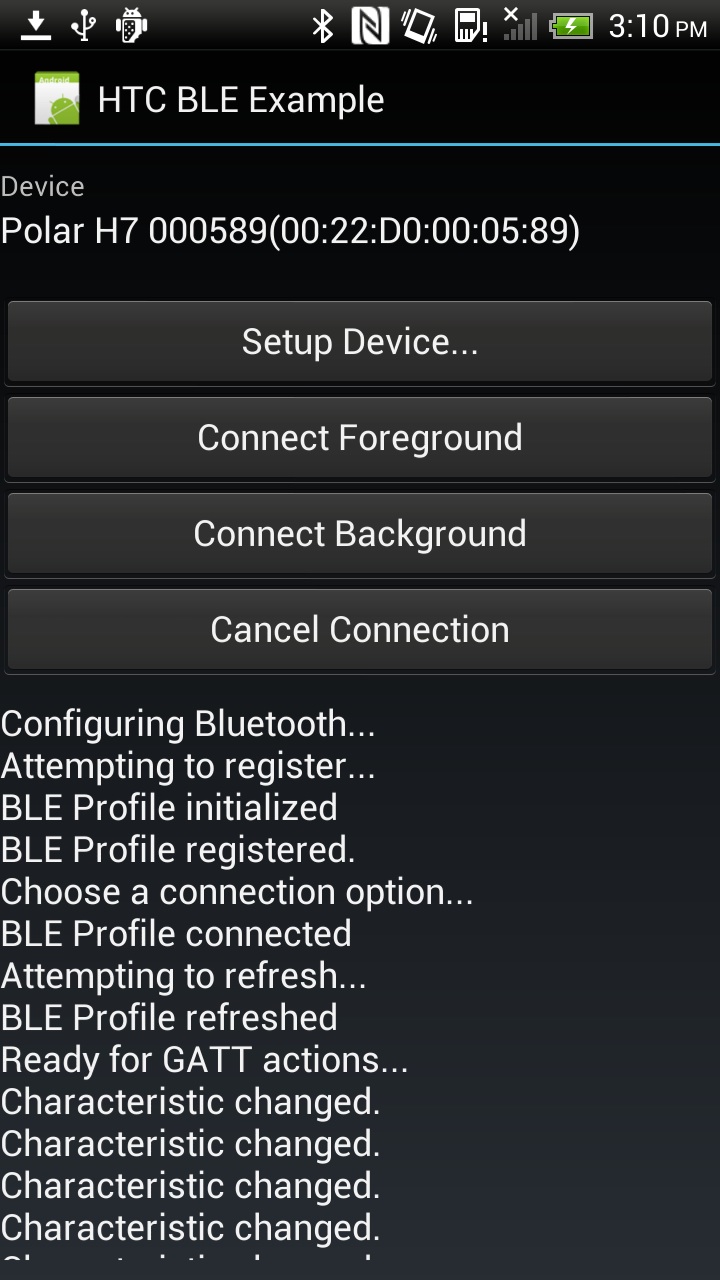 3:10 PM
Android
HTC BLE Example
Device
Polar H7 000589(00:22:D0:00:05:89)
Setup Device...
Connect Foreground
Connect Background
Cancel Connection
Configuring Bluetooth...
Attempting to register...
BLE Profile initialized
BLE Profile registered.
Choose a connection option...
BLE Profile connected
Attempting to refresh...
BLE Profile refreshed
Ready for GATT actions...
Characteristic changed.
Characteristic changed.
Characteristic changed.
Characteristic changed.